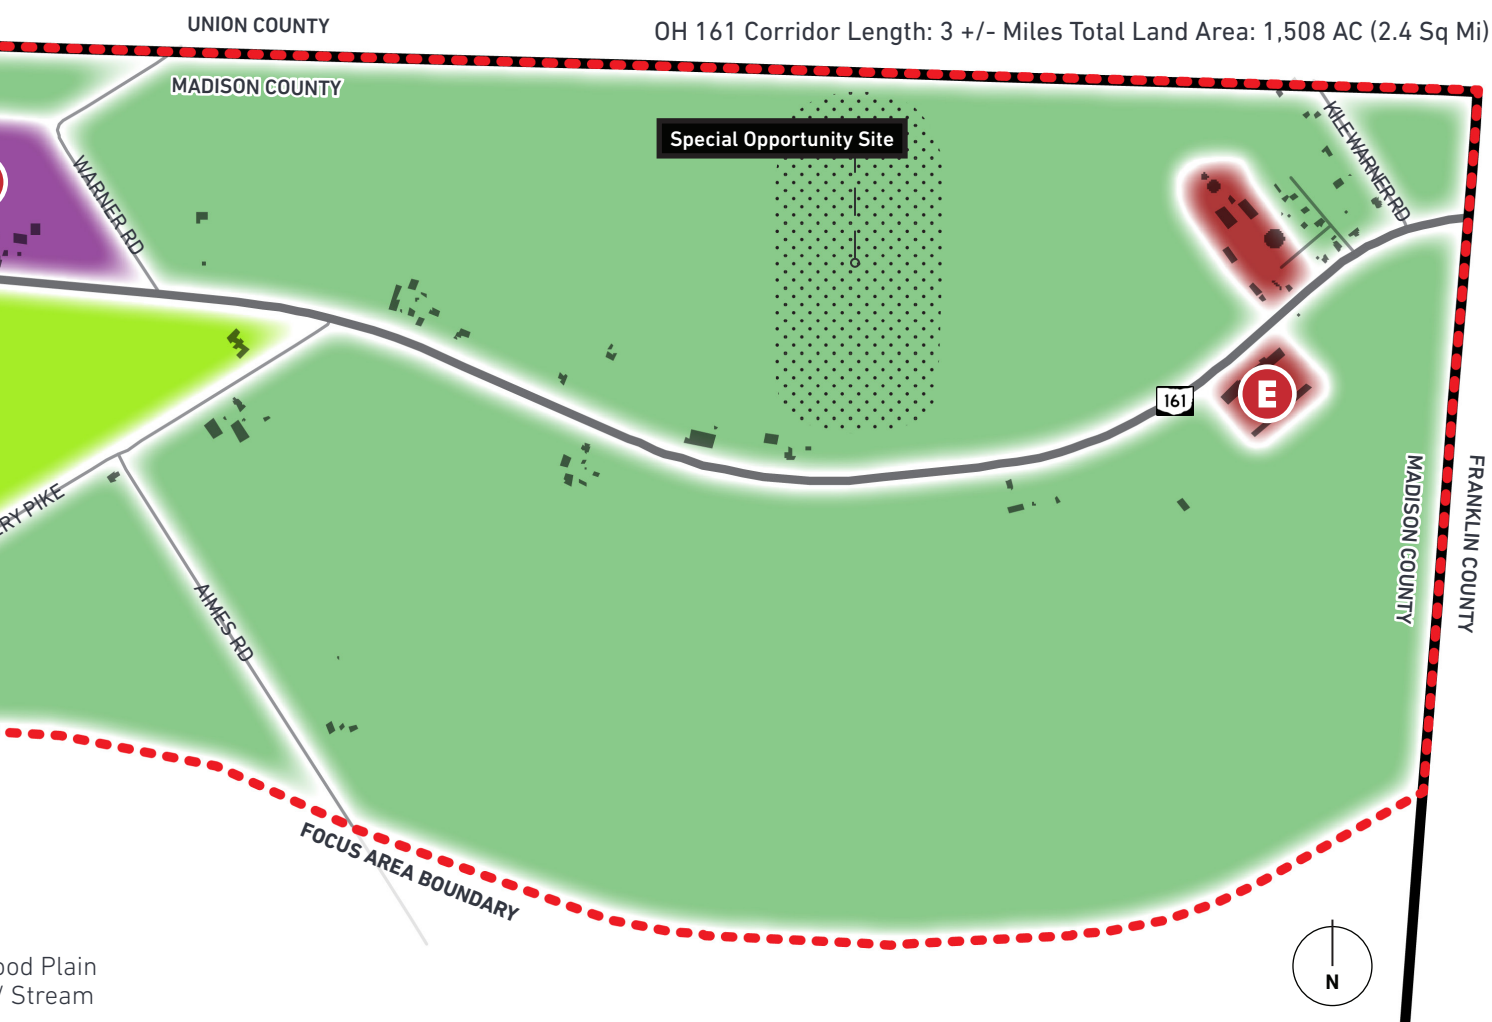 UNION COUNTY
OH 161 Corridor Length: 3 +/- Miles Total Land Area: 1,508 AC (2.4 Sq Mi)
MADISON COUNTY
Special Opportunity Site
KILE WARNER RD
WARNER RD
161
E
MADISON COUNTY
FRANKLIN COUNTY
PIKE
AIMES RD
FOCUS AREA BOUNDARY
Plain
Stream
N